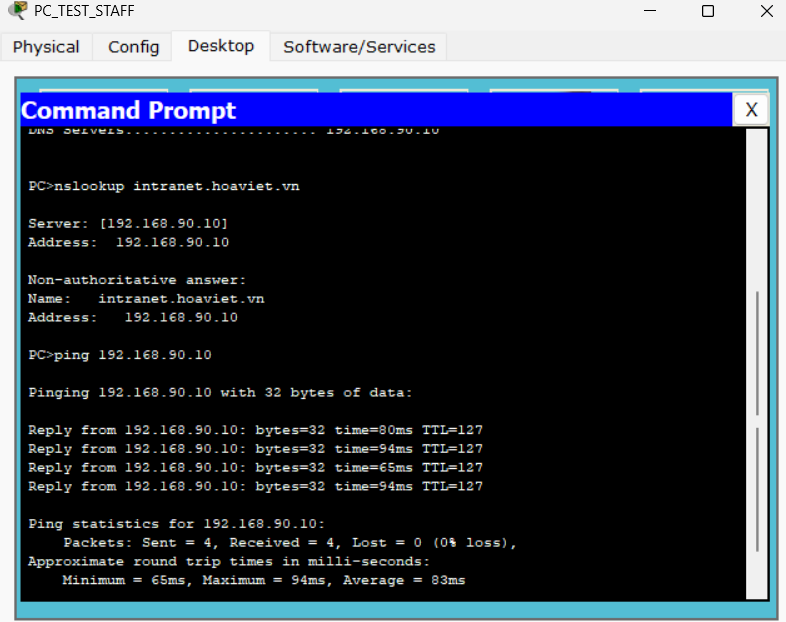 PC_TEST_STAFF
Physical Config Desktop Software/Services
Command Prompt X
DNS Servers...................... 192.168.90.10
PC>nslookup intranet.hoaviet.vn
Server: [192.168.90.10]
Address:  192.168.90.10
Non-authoritative answer:
Name:   intranet.hoaviet.vn
Address:   192.168.90.10
PC>ping 192.168.90.10
Pinging 192.168.90.10 with 32 bytes of data:
Reply from 192.168.90.10: bytes=32 time=80ms TTL=127
Reply from 192.168.90.10: bytes=32 time=94ms TTL=127
Reply from 192.168.90.10: bytes=32 time=65ms TTL=127
Reply from 192.168.90.10: bytes=32 time=94ms TTL=127
Ping statistics for 192.168.90.10:
    Packets: Sent = 4, Received = 4, Lost = 0 (0% loss),
Approximate round trip times in milli-seconds:
    Minimum = 65ms, Maximum = 94ms, Average = 83ms